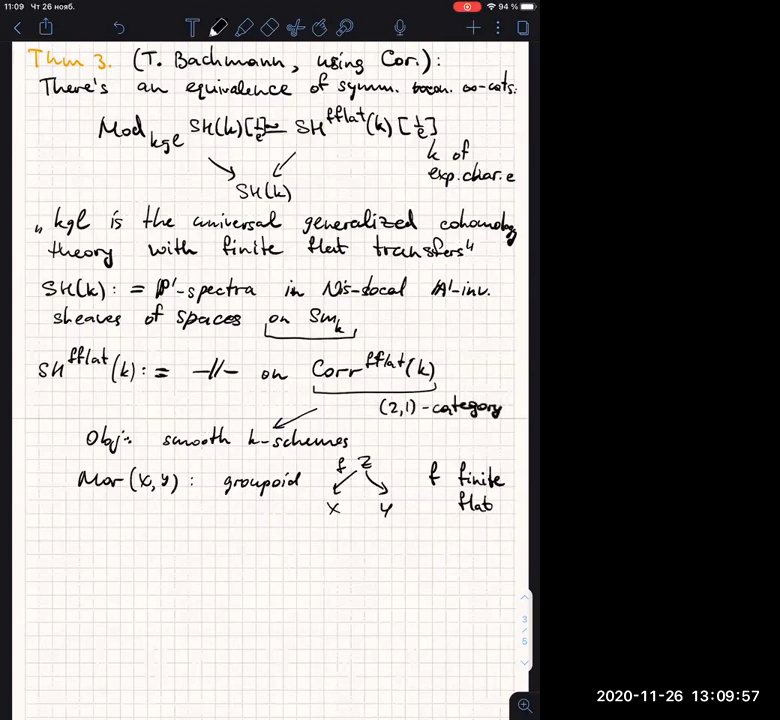 11:09 Чт 26 нояб.
94 %
Thm 3. (T. Bachmann, using Cor.):
There's an equivalence of symm. ∞-cats.
Mod_kgl SH(k)[1/e] ≃ SH^fflat(k)[1/e]
k of
exp.char.e
SH(k)
„ kgl is the universal generalized cohomology
theory with finite flat transfers"
SH(k) := P¹-spectra in Nis-local A¹-inv.
sheaves of spaces on Sm_k
SH^fflat(k) := —//— on Corr^fflat(k)
(2,1)-category
Obj: smooth k-schemes
Mor(X,Y): groupoid f Z f finite
X Y flat
3
/
5
2020-11-26 13:09:57